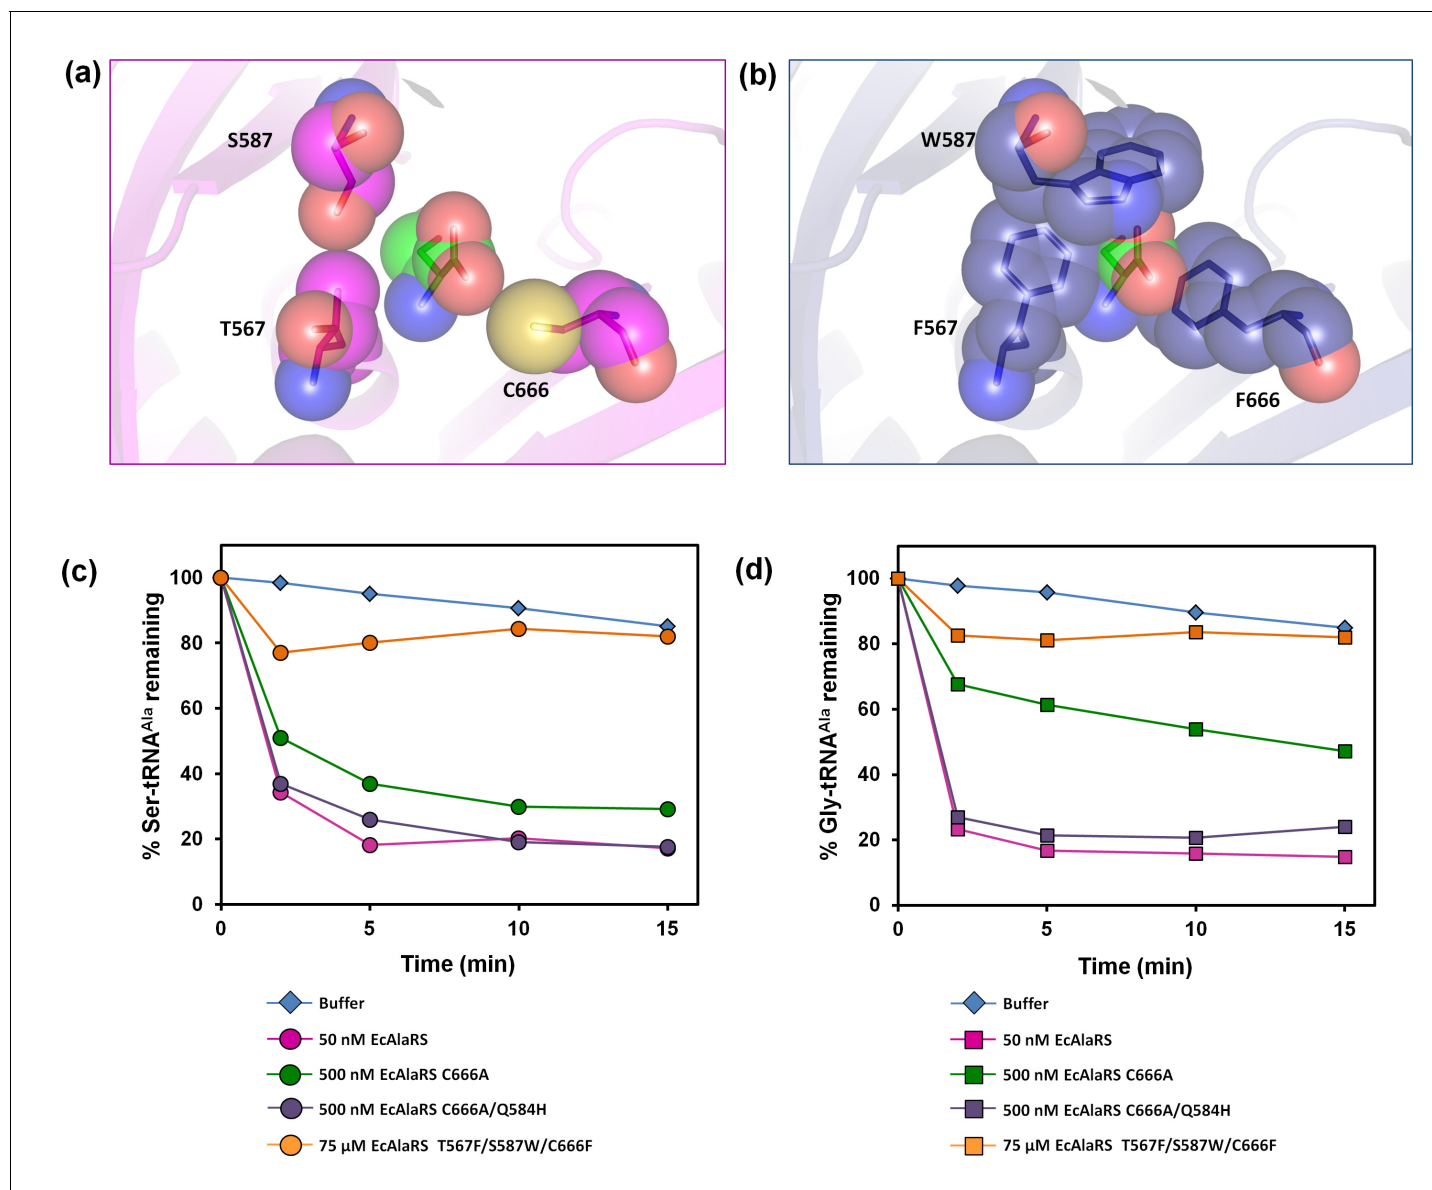 (a)
S587
T567
C666
(b)
W587
F567
F666
(c)
% Ser-tRNAᴬˡᵃ remaining
100
80
60
40
20
0
0 5 10 15
Time (min)
Buffer
50 nM EcAlaRS
500 nM EcAlaRS C666A
500 nM EcAlaRS C666A/Q584H
75 µM EcAlaRS T567F/S587W/C666F
(d)
% Gly-tRNAᴬˡᵃ remaining
100
80
60
40
20
0
0 5 10 15
Time (min)
Buffer
50 nM EcAlaRS
500 nM EcAlaRS C666A
500 nM EcAlaRS C666A/Q584H
75 µM EcAlaRS T567F/S587W/C666F